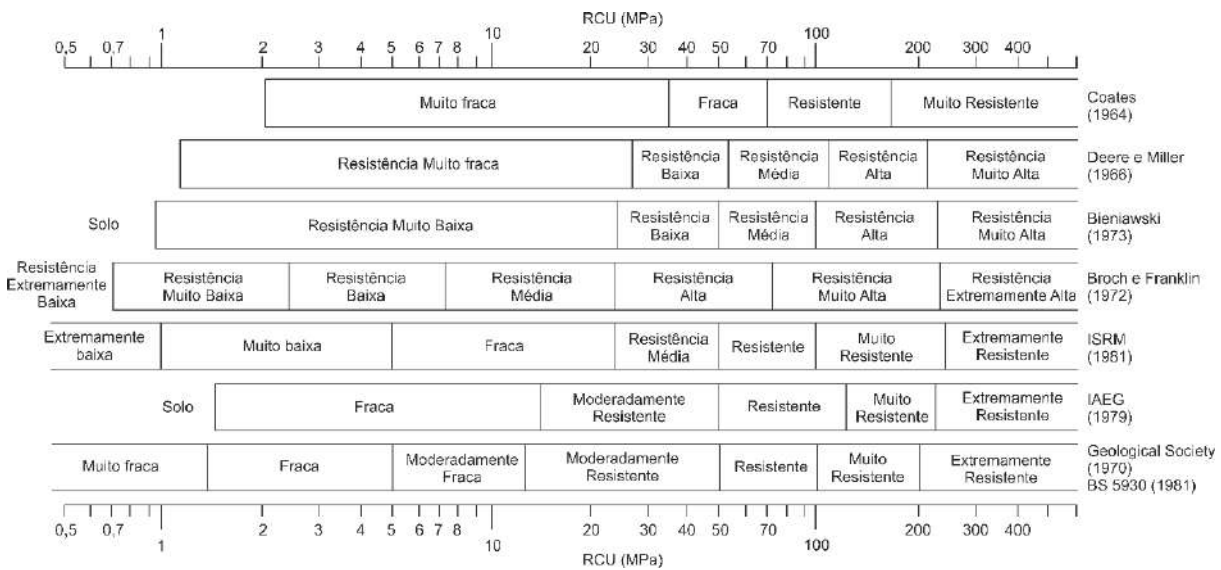 RCU (MPa)
1 10 100
0,5 0,7 2 3 4 5 6 7 8 20 30 40 50 70 200 300 400
Muito fraca Fraca Resistente Muito Resistente Coates
(1964)
Resistência Muito fraca Resistência Baixa Resistência Média Resistência Alta Resistência Muito Alta Deere e Miller
(1966)
Solo Resistência Muito Baixa Resistência Baixa Resistência Média Resistência Alta Resistência Muito Alta Bieniawski
(1973)
Resistência Extremamente Baixa Resistência Muito Baixa Resistência Baixa Resistência Média Resistência Alta Resistência Muito Alta Resistência Extremamente Alta Broch e Franklin
(1972)
Extremamente baixa Muito baixa Fraca Resistência Média Resistente Muito Resistente Extremamente Resistente ISRM
(1981)
Solo Fraca Moderadamente Resistente Resistente Muito Resistente Extremamente Resistente IAEG
(1979)
Muito fraca Fraca Moderadamente Fraca Moderadamente Resistente Resistente Muito Resistente Extremamente Resistente Geological Society
(1970)
BS 5930 (1981)
0,5 0,7 2 3 4 5 6 7 8 20 30 40 50 70 200 300 400
1 10 100
RCU (MPa)